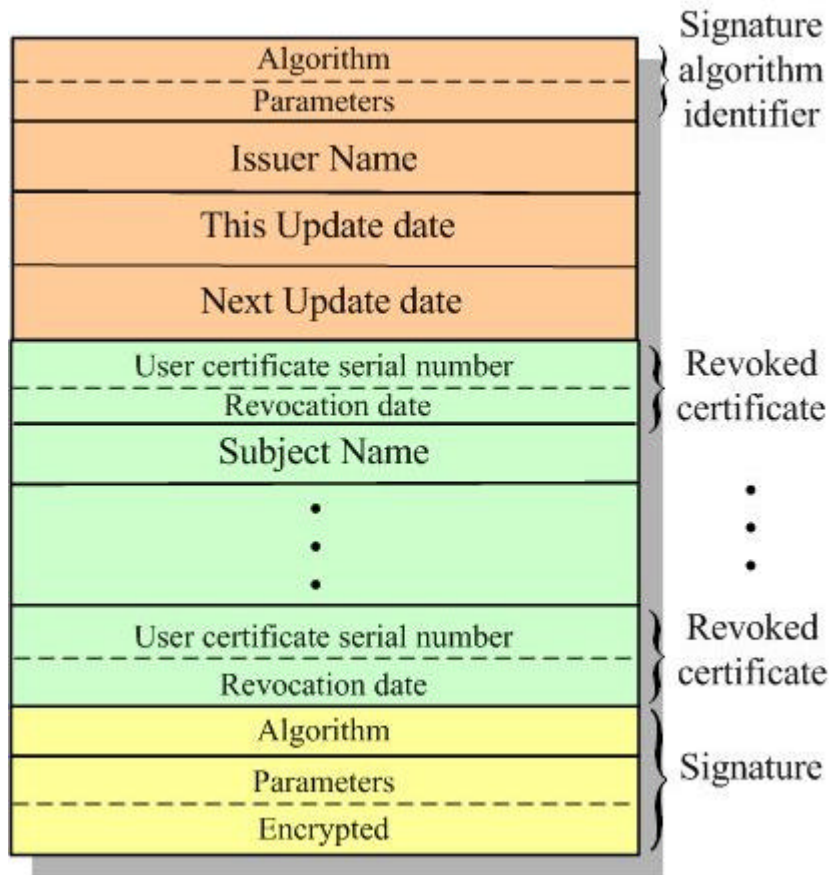 Signature
algorithm
identifier
Algorithm
Parameters
Issuer Name
This Update date
Next Update date
User certificate serial number
Revocation date
Revoked
certificate
Subject Name
User certificate serial number
Revocation date
Revoked
certificate
Algorithm
Parameters
Encrypted
Signature